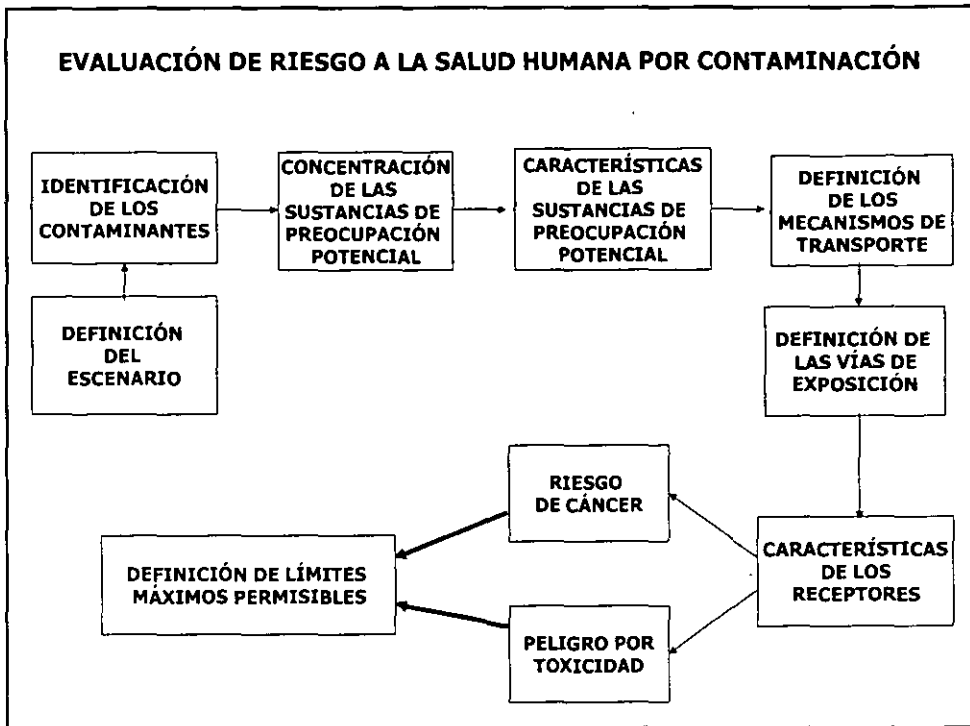 EVALUACIÓN DE RIESGO A LA SALUD HUMANA POR CONTAMINACIÓN
IDENTIFICACIÓN
DE LOS
CONTAMINANTES
CONCENTRACIÓN
DE LAS
SUSTANCIAS DE
PREOCUPACIÓN
POTENCIAL
CARACTERÍSTICAS
DE LAS
SUSTANCIAS DE
PREOCUPACIÓN
POTENCIAL
DEFINICIÓN
DE LOS
MECANISMOS DE
TRANSPORTE
DEFINICIÓN
DEL
ESCENARIO
DEFINICIÓN DE
LAS VÍAS DE
EXPOSICIÓN
RIESGO
DE CÁNCER
CARACTERÍSTICAS
DE LOS
RECEPTORES
DEFINICIÓN DE LÍMITES
MÁXIMOS PERMISIBLES
PELIGRO POR
TOXICIDAD